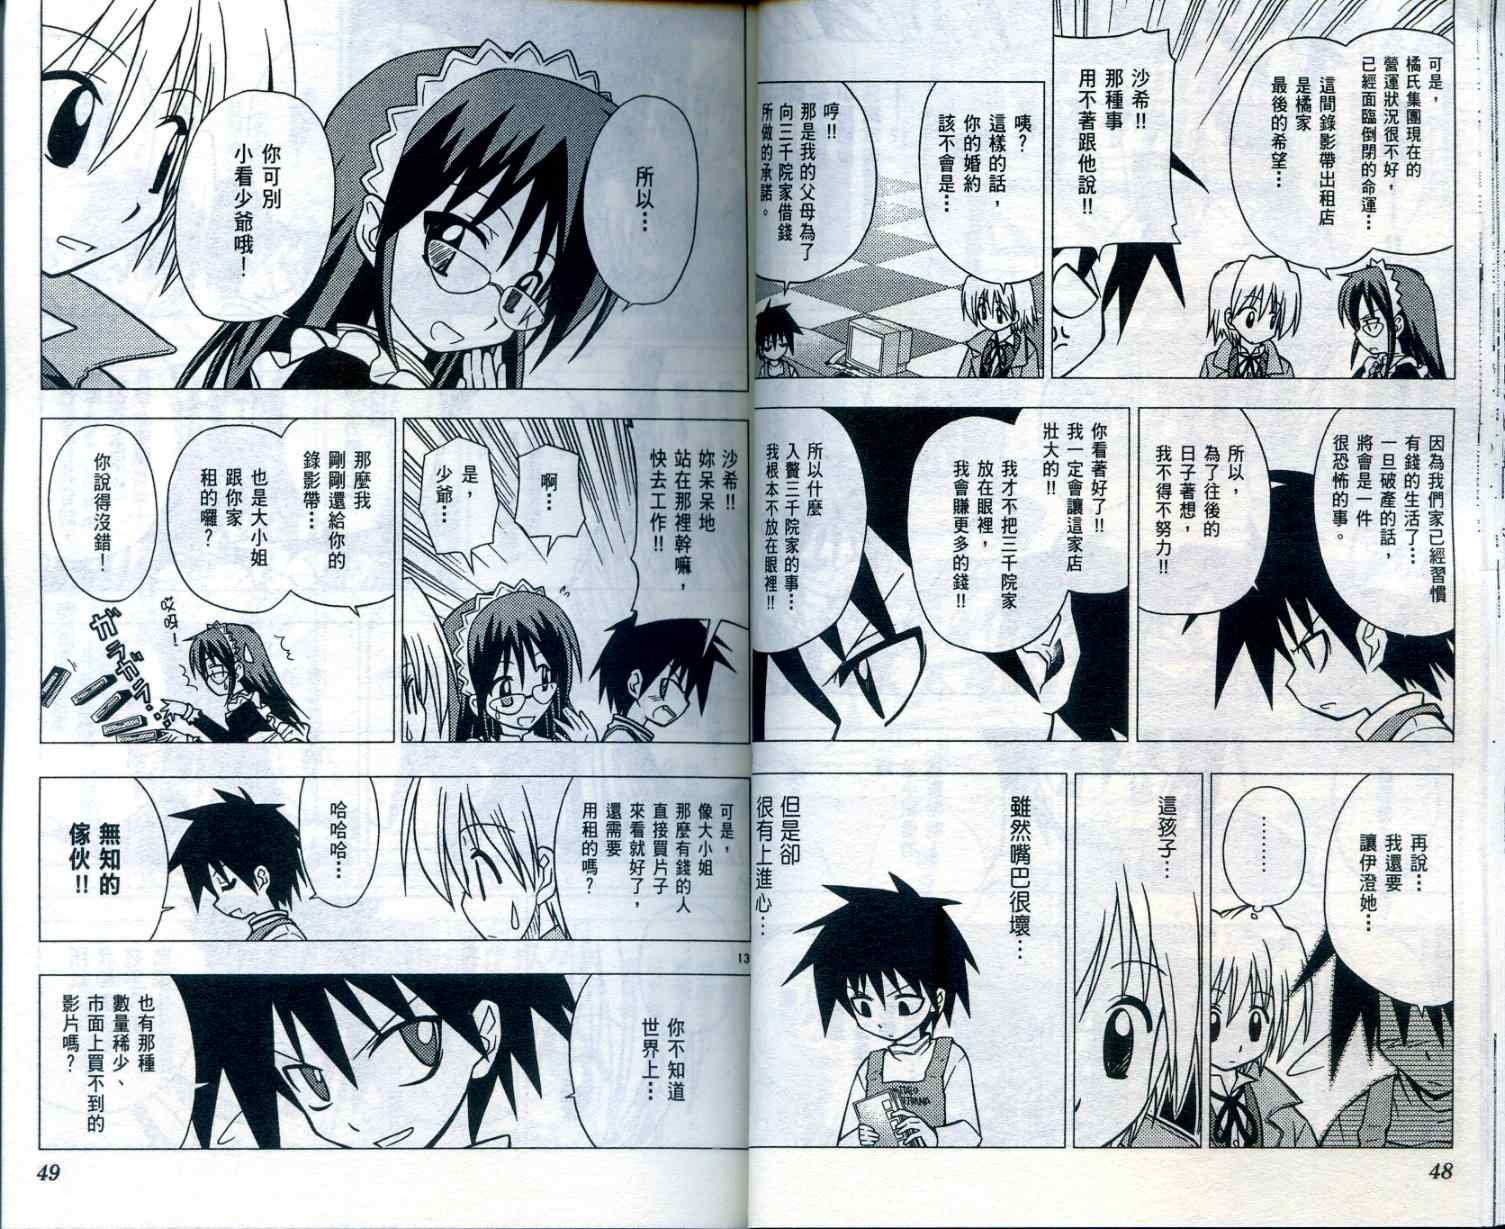 可是，
橘氏集團現在的
營運狀況很不好，
已經面臨倒閉的命運…
這間錄影帶出租店
是橘家
最後的希望…
沙希!!
那種事
用不著跟他說!!
咦？
這樣的話，
你的婚約
該不會是…
哼!!
那是我的父母為了
向三千院家借錢
所做的承諾。
因為我們家已經習慣
有錢的生活了…
一旦破產的話，
將會是一件
很恐怖的事。
所以，
為了往後的
日子著想，
我不得不努力!!
你看著好了!!
我一定會讓這家店
壯大的!!
我才不把三千院家
放在眼裡，
我會賺更多的錢!!
所以什麼
入贅三千院家的事…
我根本不放在眼裡!!
再說…
我還要
讓伊澄她…
………
這孩子…
雖然嘴巴很壞…
但是卻
很有上進心…
48
所以…
你可別
小看少爺哦！
沙希!!
妳呆呆地
站在那裡幹嘛，
快去工作!!
啊…
是，
少爺…
那麼我
剛剛還給你的
錄影帶…
也是大小姐
跟你家
租的囉？
哎呀！
ガラガラガラ…
你說得沒錯！
可是，
像大小姐
那麼有錢的人
直接買片子
來看就好了，
還需要
用租的嗎？
哈哈哈…
無知的
傢伙!!
13
你不知道
世界上…
也有那種
數量稀少、
市面上買不到的
影片嗎？
49